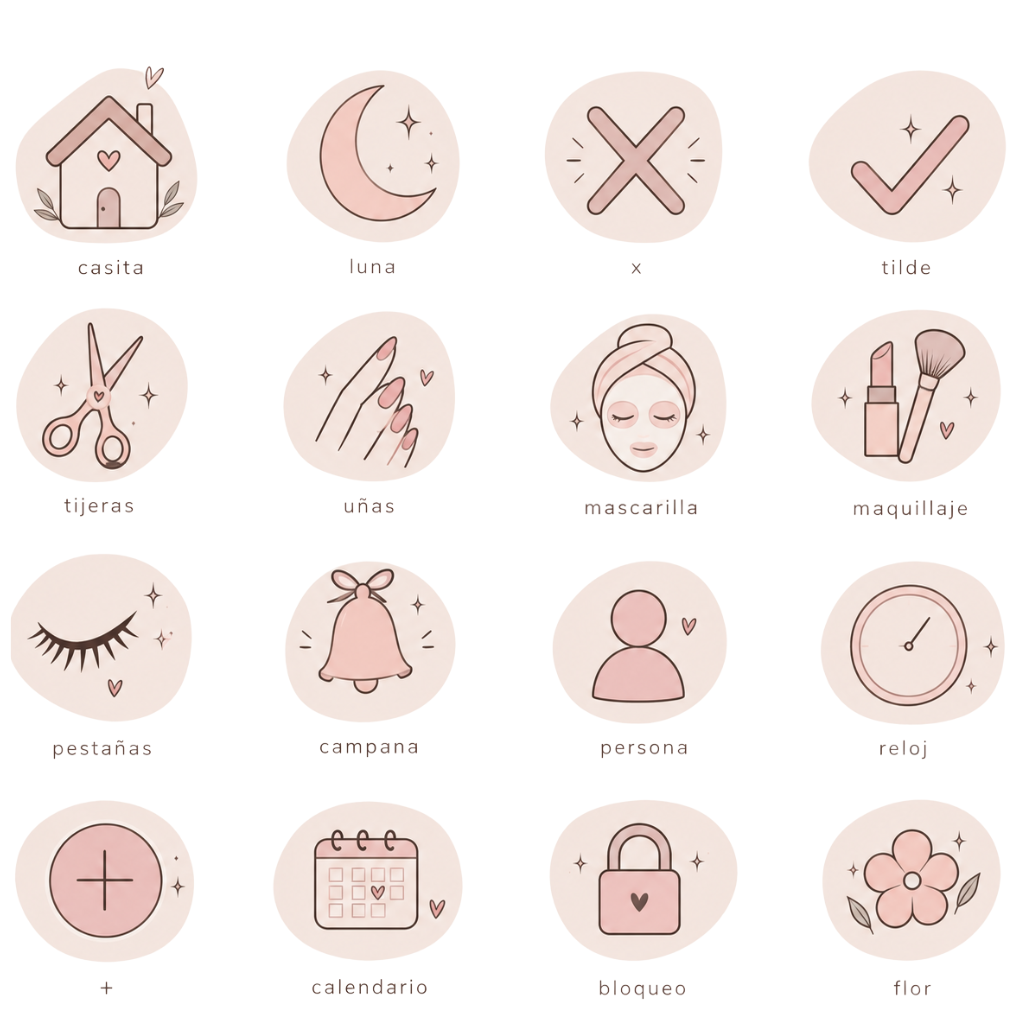 casita
luna
x
tilde
tijeras
uñas
mascarilla
maquillaje
pestañas
campana
persona
reloj
+
calendario
bloqueo
flor